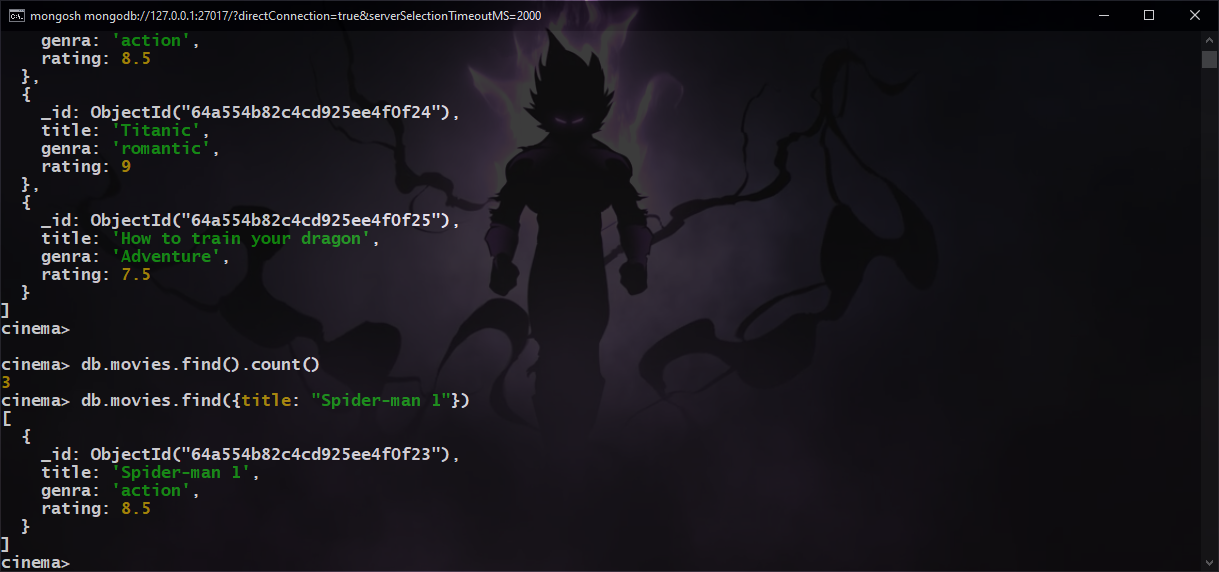 mongosh mongodb://127.0.0.1:27017/?directConnection=true&serverSelectionTimeoutMS=2000
    genra: 'action',
    rating: 8.5
  },
  {
    _id: ObjectId("64a554b82c4cd925ee4f0f24"),
    title: 'Titanic',
    genra: 'romantic',
    rating: 9
  },
  {
    _id: ObjectId("64a554b82c4cd925ee4f0f25"),
    title: 'How to train your dragon',
    genra: 'Adventure',
    rating: 7.5
  }
]
cinema>
cinema> db.movies.find().count()
3
cinema> db.movies.find({title: "Spider-man 1"})
[
  {
    _id: ObjectId("64a554b82c4cd925ee4f0f23"),
    title: 'Spider-man 1',
    genra: 'action',
    rating: 8.5
  }
]
cinema>